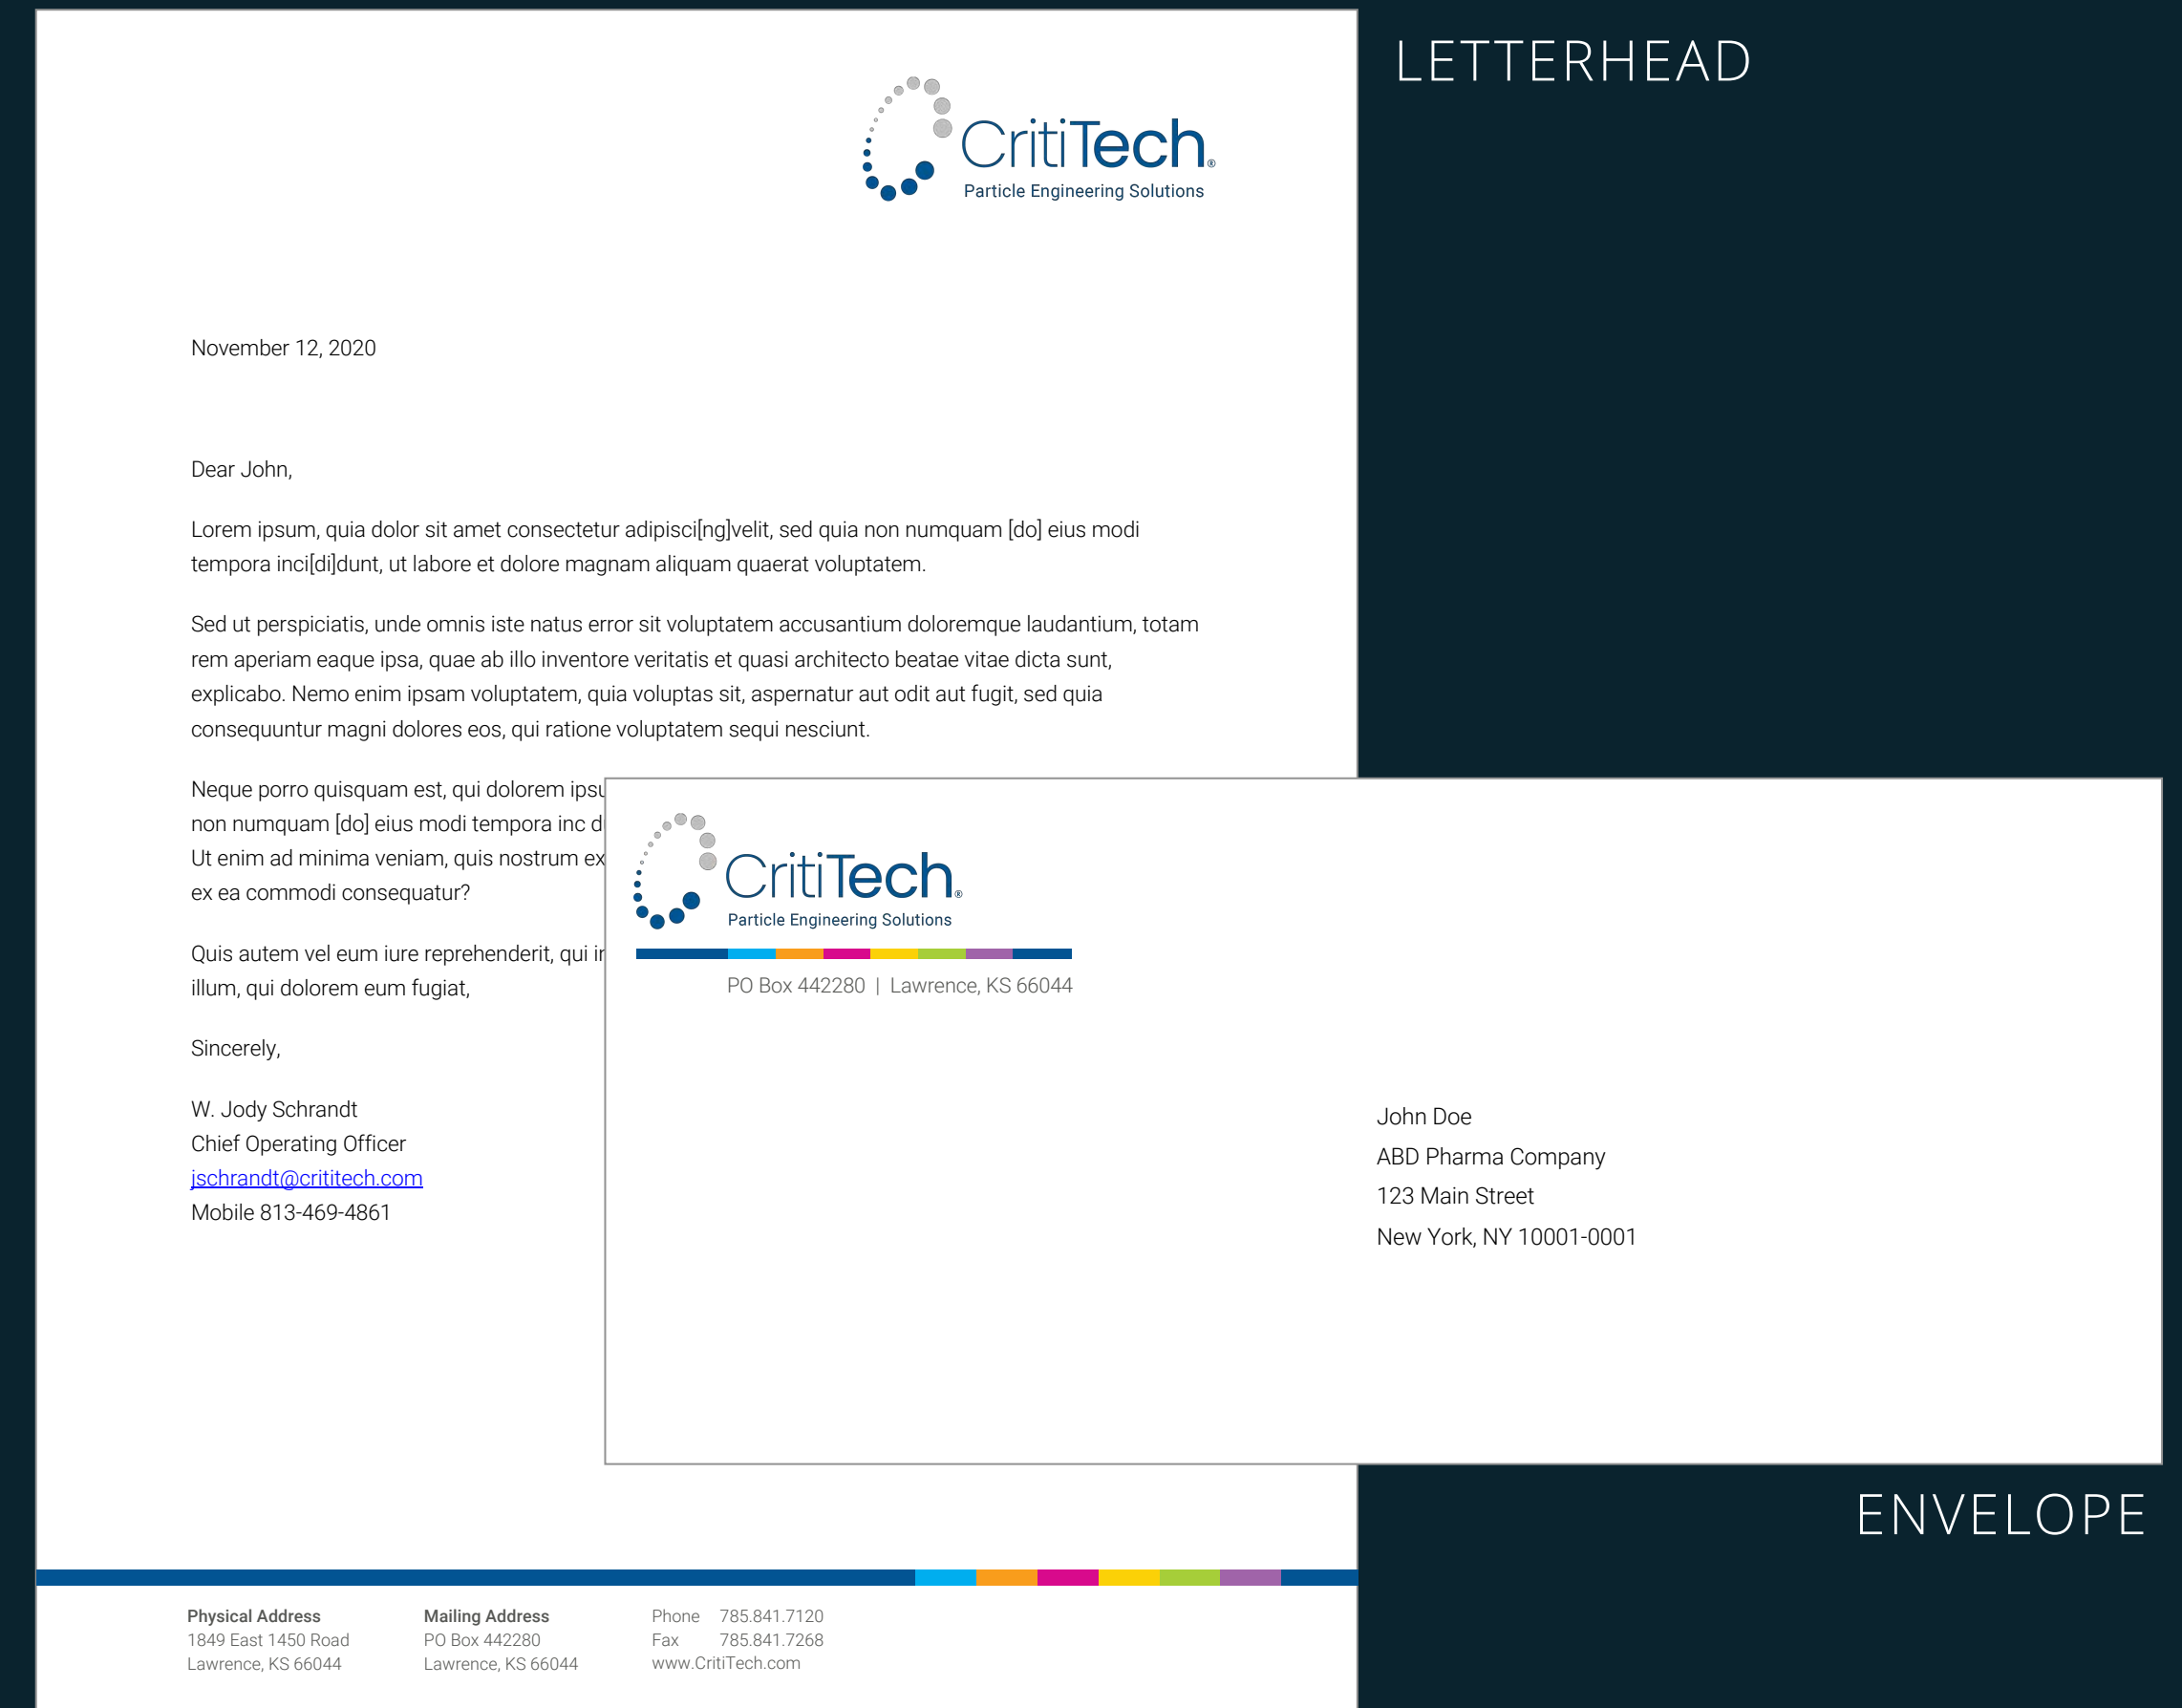 LETTERHEAD
CritiTech®
Particle Engineering Solutions
November 12, 2020
Dear John,
Lorem ipsum, quia dolor sit amet consectetur adipisci[ng]velit, sed quia non numquam [do] eius modi
tempora inci[di]dunt, ut labore et dolore magnam aliquam quaerat voluptatem.
Sed ut perspiciatis, unde omnis iste natus error sit voluptatem accusantium doloremque laudantium, totam
rem aperiam eaque ipsa, quae ab illo inventore veritatis et quasi architecto beatae vitae dicta sunt,
explicabo. Nemo enim ipsam voluptatem, quia voluptas sit, aspernatur aut odit aut fugit, sed quia
consequuntur magni dolores eos, qui ratione voluptatem sequi nesciunt.
Neque porro quisquam est, qui dolorem
non numquam [do] eius modi tempora inc
Ut enim ad minima veniam, quis nostrum
ex ea commodi consequatur?
Quis autem vel eum iure reprehenderit, qui
illum, qui dolorem eum fugiat,
Sincerely,
W. Jody Schrandt
Chief Operating Officer
jschrandt@crititech.com
Mobile 813-469-4861
CritiTech®
Particle Engineering Solutions
PO Box 442280 | Lawrence, KS 66044
John Doe
ABD Pharma Company
123 Main Street
New York, NY 10001-0001
ENVELOPE
Physical Address
1849 East 1450 Road
Lawrence, KS 66044
Mailing Address
PO Box 442280
Lawrence, KS 66044
Phone 785.841.7120
Fax 785.841.7268
www.CritiTech.com